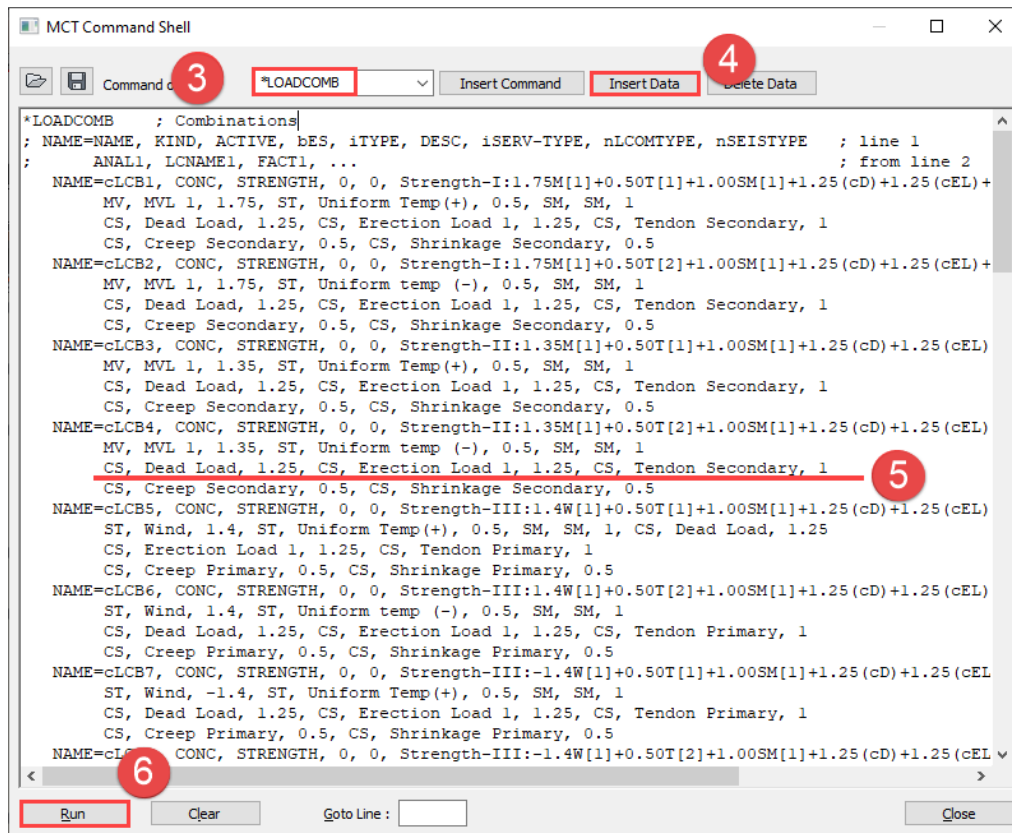 MCT Command Shell
Command o 3 *LOADCOMB Insert Command Insert Data 4 Delete Data
*LOADCOMB ; Combinations
; NAME=NAME, KIND, ACTIVE, bES, iTYPE, DESC, iSERV-TYPE, nLCOMTYPE, nSEISTYPE ; line 1
; ANAL1, LCNAME1, FACT1, ... ; from line 2
NAME=cLCB1, CONC, STRENGTH, 0, 0, Strength-I:1.75M[1]+0.50T[1]+1.00SM[1]+1.25(cD)+1.25(cEL)+
MV, MVL 1, 1.75, ST, Uniform Temp(+), 0.5, SM, SM, 1
CS, Dead Load, 1.25, CS, Erection Load 1, 1.25, CS, Tendon Secondary, 1
CS, Creep Secondary, 0.5, CS, Shrinkage Secondary, 0.5
NAME=cLCB2, CONC, STRENGTH, 0, 0, Strength-I:1.75M[1]+0.50T[2]+1.00SM[1]+1.25(cD)+1.25(cEL)+
MV, MVL 1, 1.75, ST, Uniform temp (-), 0.5, SM, SM, 1
CS, Dead Load, 1.25, CS, Erection Load 1, 1.25, CS, Tendon Secondary, 1
CS, Creep Secondary, 0.5, CS, Shrinkage Secondary, 0.5
NAME=cLCB3, CONC, STRENGTH, 0, 0, Strength-II:1.35M[1]+0.50T[1]+1.00SM[1]+1.25(cD)+1.25(cEL)
MV, MVL 1, 1.35, ST, Uniform Temp(+), 0.5, SM, SM, 1
CS, Dead Load, 1.25, CS, Erection Load 1, 1.25, CS, Tendon Secondary, 1
CS, Creep Secondary, 0.5, CS, Shrinkage Secondary, 0.5
NAME=cLCB4, CONC, STRENGTH, 0, 0, Strength-II:1.35M[1]+0.50T[2]+1.00SM[1]+1.25(cD)+1.25(cEL)
MV, MVL 1, 1.35, ST, Uniform temp (-), 0.5, SM, SM, 1
CS, Dead Load, 1.25, CS, Erection Load 1, 1.25, CS, Tendon Secondary, 1 5
CS, Creep Secondary, 0.5, CS, Shrinkage Secondary, 0.5
NAME=cLCB5, CONC, STRENGTH, 0, 0, Strength-III:1.4W[1]+0.50T[1]+1.00SM[1]+1.25(cD)+1.25(cEL)
ST, Wind, 1.4, ST, Uniform Temp(+), 0.5, SM, SM, 1, CS, Dead Load, 1.25
CS, Erection Load 1, 1.25, CS, Tendon Primary, 1
CS, Creep Primary, 0.5, CS, Shrinkage Primary, 0.5
NAME=cLCB6, CONC, STRENGTH, 0, 0, Strength-III:1.4W[1]+0.50T[2]+1.00SM[1]+1.25(cD)+1.25(cEL)
ST, Wind, 1.4, ST, Uniform temp (-), 0.5, SM, SM, 1
CS, Dead Load, 1.25, CS, Erection Load 1, 1.25, CS, Tendon Primary, 1
CS, Creep Primary, 0.5, CS, Shrinkage Primary, 0.5
NAME=cLCB7, CONC, STRENGTH, 0, 0, Strength-III:-1.4W[1]+0.50T[1]+1.00SM[1]+1.25(cD)+1.25(cEL
ST, Wind, -1.4, ST, Uniform Temp(+), 0.5, SM, SM, 1
CS, Dead Load, 1.25, CS, Erection Load 1, 1.25, CS, Tendon Primary, 1
CS, Creep Primary, 0.5, CS, Shrinkage Primary, 0.5
CONC, STRENGTH, 0, 0, Strength-III:-1.4W[1]+0.50T[2]+1.00SM[1]+1.25(cD)+1.25(cEL
6
Run Clear Goto Line : Close